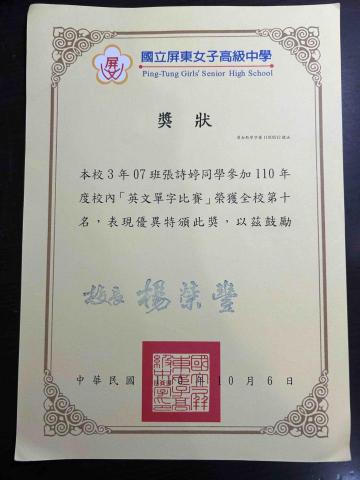 屏女
國立屏東女子高級中學
Ping-Tung Girls' Senior High School
獎狀
本校3年07班張詩婷同學參加110年
度校內「英文單字比賽」榮獲全校第十
名，表現優異特頒此獎，以茲鼓勵
校長 楊榮豐
中華民國 0年10月6日